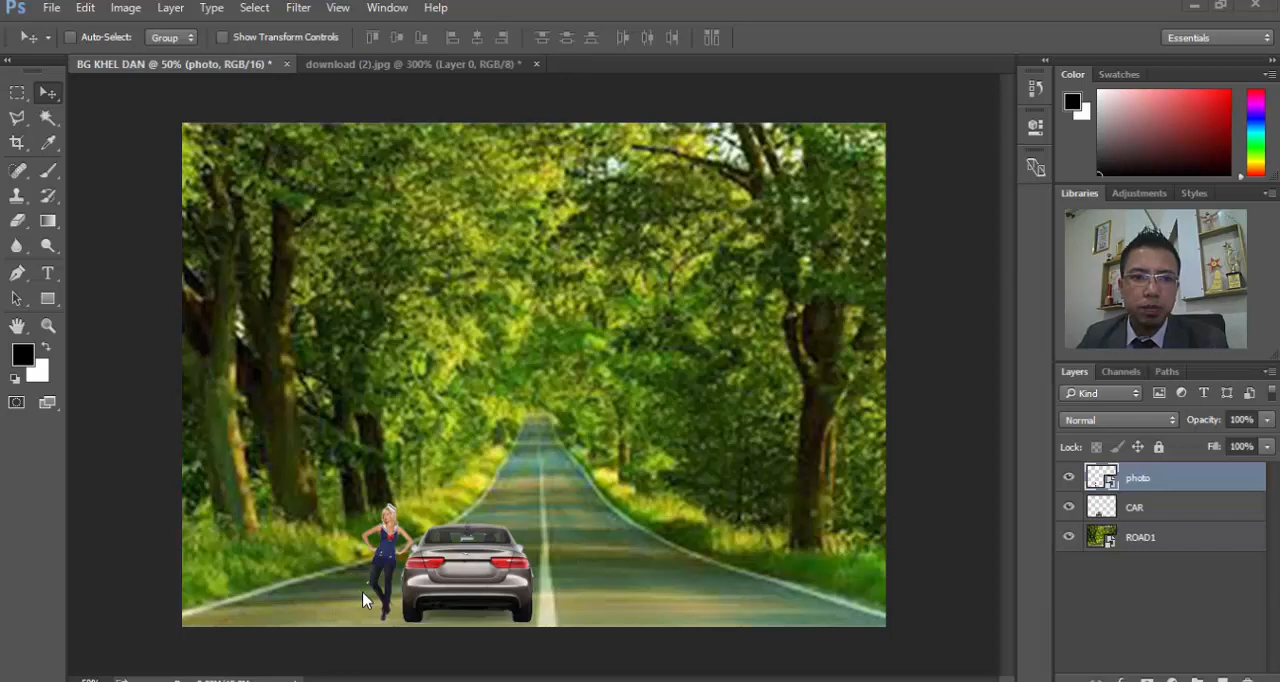 Ps File Edit Image Layer Type Select Filter View Window Help
Auto-Select: Group Show Transform Controls Essentials
BG KHEL DAN @ 50% (photo, RGB/16) * × download (2).jpg @ 300% (Layer 0, RGB/8) * ×
Color Swatches
Libraries Adjustments Styles
Layers Channels Paths
Kind T
Normal Opacity: 100%
Lock: Fill: 100%
photo
CAR
ROAD1
T